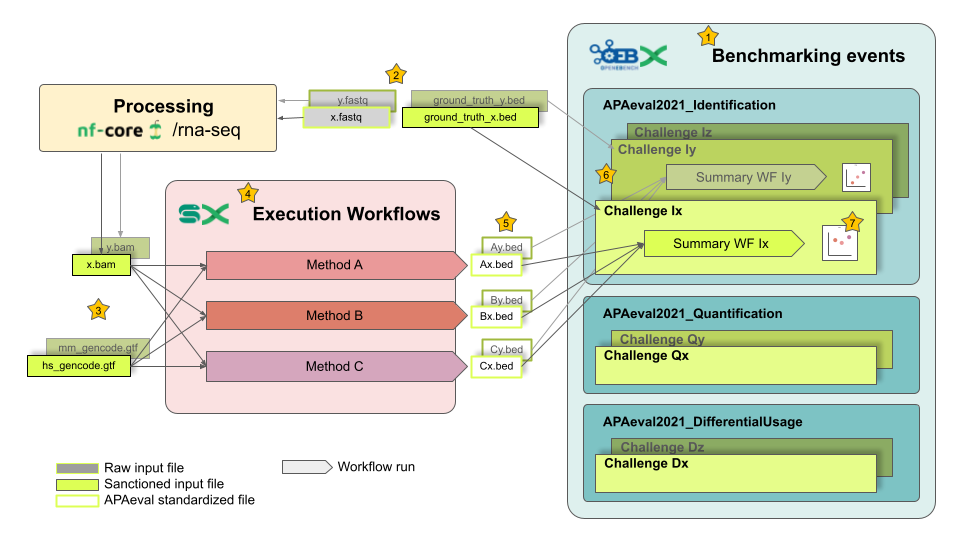 1
OEB
OPENEBENCH
Benchmarking events
2
y.fastq
x.fastq
ground_truth_y.bed
ground_truth_x.bed
Processing
nf-core /rna-seq
APAeval2021_Identification
Challenge Iz
Challenge Iy
Summary WF Iy
6
Challenge Ix
Summary WF Ix
7
4
Execution Workflows
5
y.bam
x.bam
Method A
Ay.bed
Ax.bed
3
Method B
By.bed
Bx.bed
mm_gencode.gtf
hs_gencode.gtf
Method C
Cy.bed
Cx.bed
APAeval2021_Quantification
Challenge Qy
Challenge Qx
APAeval2021_DifferentialUsage
Challenge Dz
Challenge Dx
Raw input file
Sanctioned input file
APAeval standardized file
Workflow run